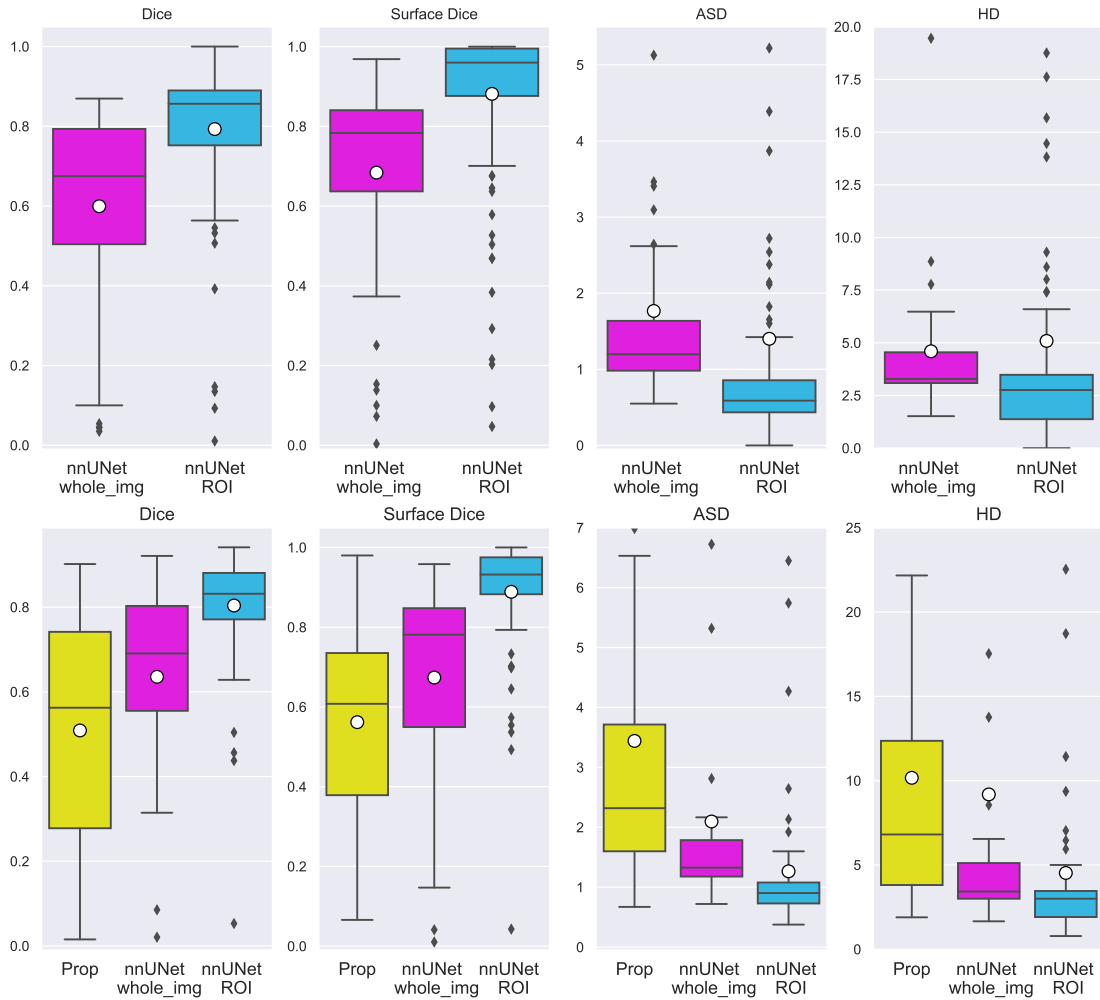 Dice
Surface Dice
ASD
HD
1.0
0.8
0.6
0.4
0.2
0.0
1.0
0.8
0.6
0.4
0.2
0.0
5
4
3
2
1
0
20.0
17.5
15.0
12.5
10.0
7.5
5.0
2.5
0.0
nnUNet whole_img
nnUNet ROI
nnUNet whole_img
nnUNet ROI
nnUNet whole_img
nnUNet ROI
nnUNet whole_img
nnUNet ROI
Dice
Surface Dice
ASD
HD
0.8
0.6
0.4
0.2
0.0
1.0
0.8
0.6
0.4
0.2
0.0
7
6
5
4
3
2
1
0
25
20
15
10
5
0
Prop
nnUNet whole_img
nnUNet ROI
Prop
nnUNet whole_img
nnUNet ROI
Prop
nnUNet whole_img
nnUNet ROI
Prop
nnUNet whole_img
nnUNet ROI